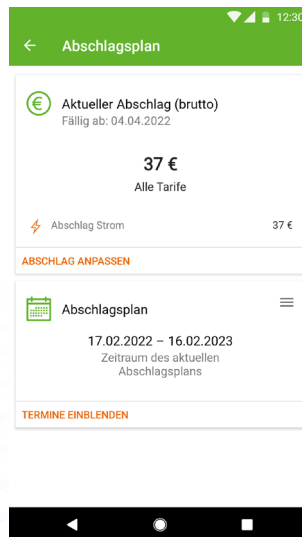 12:30
Abschlagsplan
Aktueller Abschlag (brutto)
Fällig ab: 04.04.2022
37 €
Alle Tarife
Abschlag Strom 37 €
ABSCHLAG ANPASSEN
Abschlagsplan
17.02.2022 – 16.02.2023
Zeitraum des aktuellen
Abschlagsplans
TERMINE EINBLENDEN